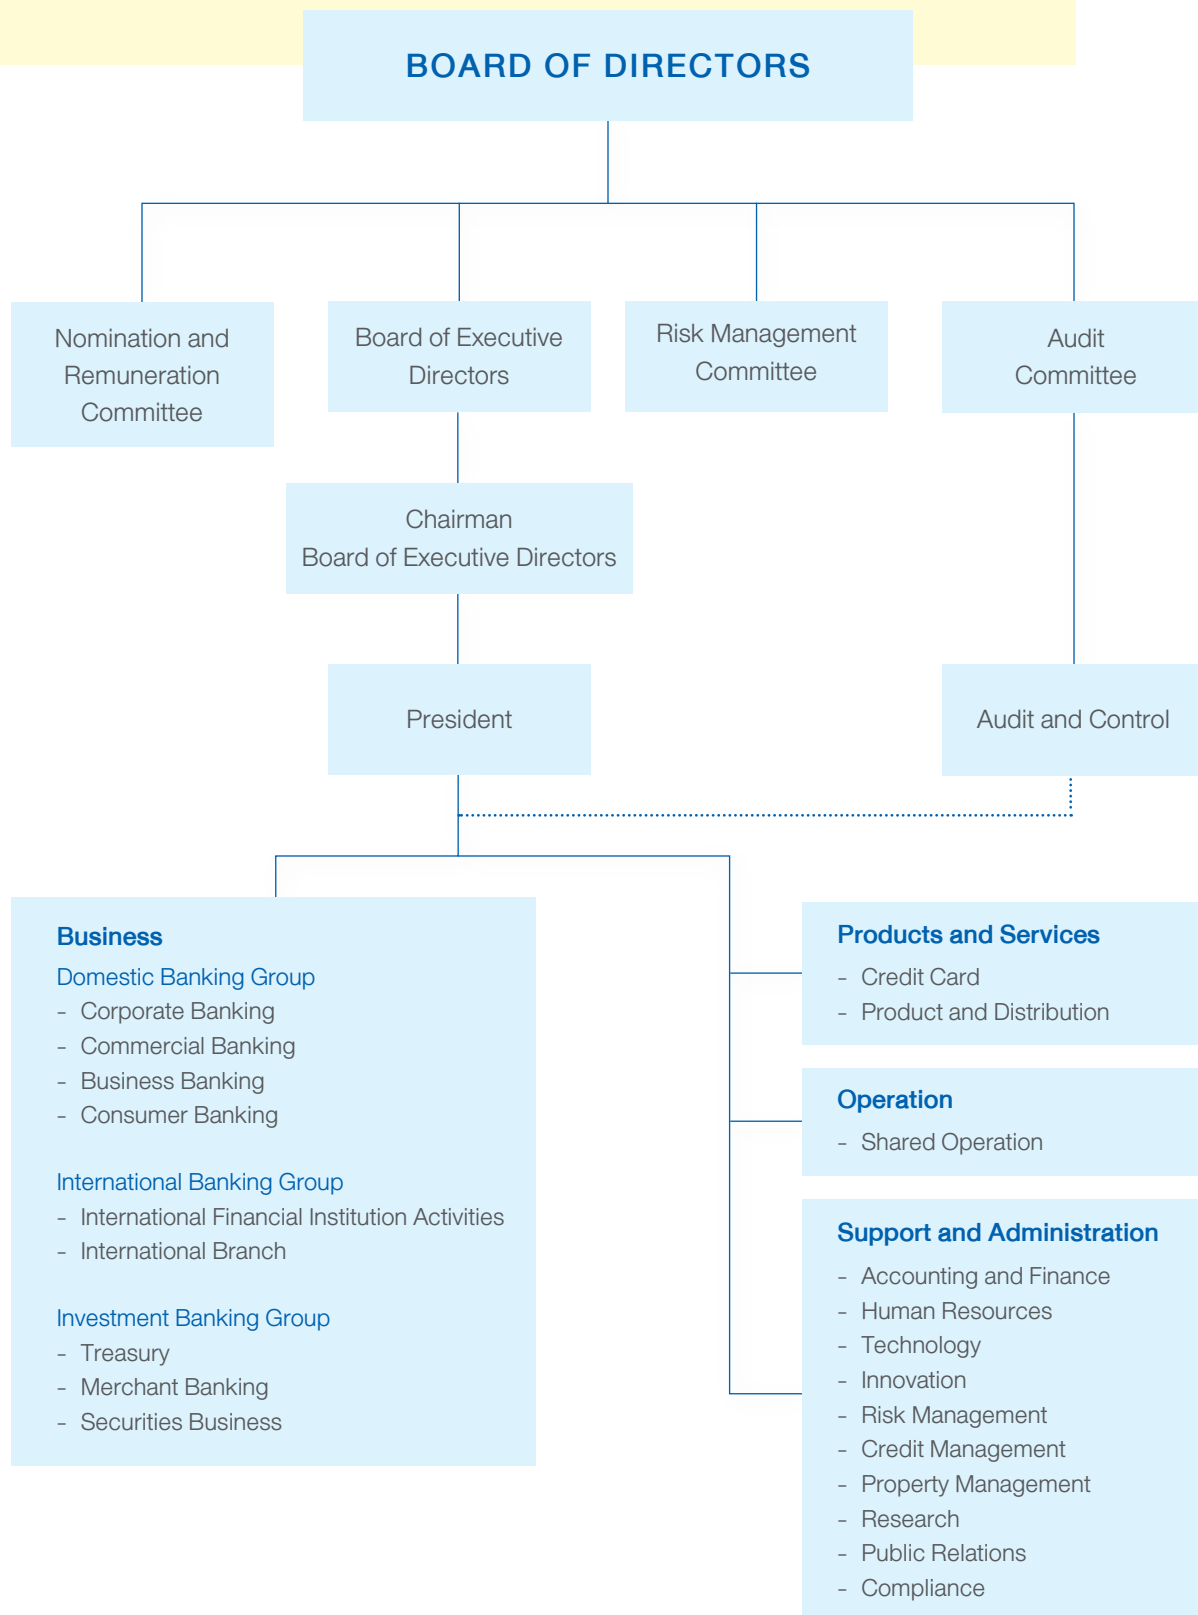 BOARD OF DIRECTORS
Nomination and
Remuneration
Committee
Board of Executive
Directors
Risk Management
Committee
Audit
Committee
Chairman
Board of Executive Directors
President
Audit and Control
Business
Domestic Banking Group
- Corporate Banking
- Commercial Banking
- Business Banking
- Consumer Banking
International Banking Group
- International Financial Institution Activities
- International Branch
Investment Banking Group
- Treasury
- Merchant Banking
- Securities Business
Products and Services
- Credit Card
- Product and Distribution
Operation
- Shared Operation
Support and Administration
- Accounting and Finance
- Human Resources
- Technology
- Innovation
- Risk Management
- Credit Management
- Property Management
- Research
- Public Relations
- Compliance